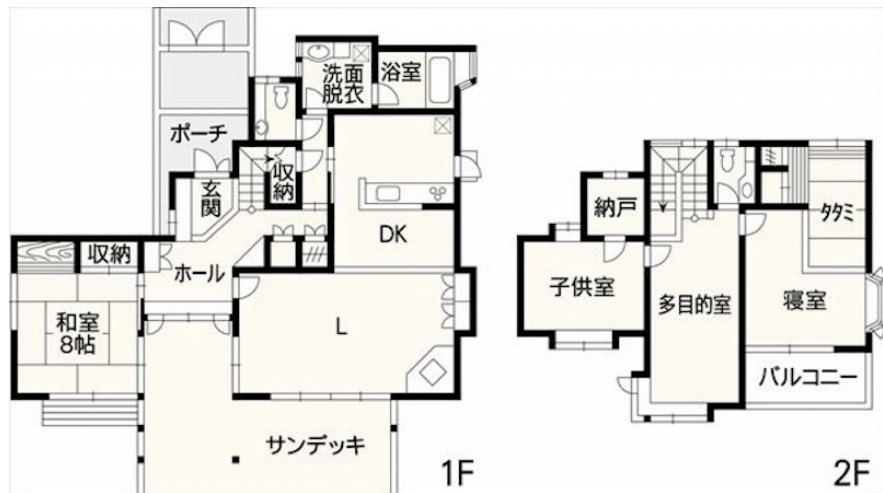 洗面
脱衣
浴室
ポーチ
収納
玄関
DK
収納
ホール
和室
8帖
L
サンデッキ
1F
納戸
タタミ
子供室
多目的室
寝室
バルコニー
2F